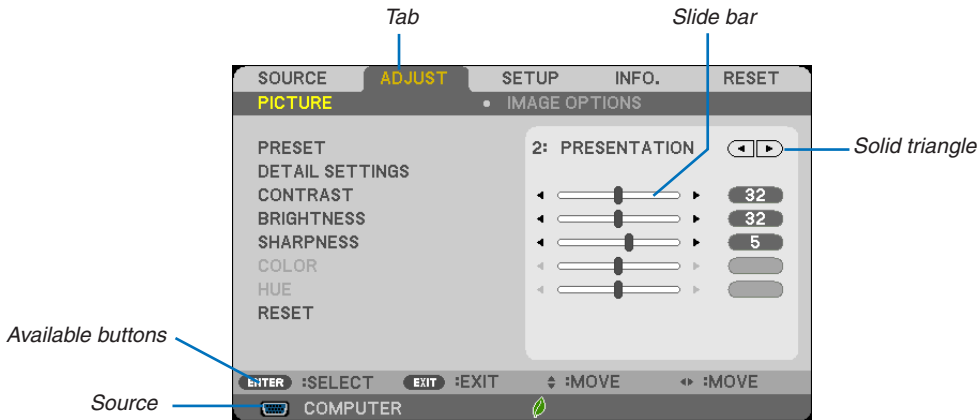 Tab Slide bar
SOURCE ADJUST SETUP INFO. RESET
PICTURE • IMAGE OPTIONS
PRESET 2: PRESENTATION Solid triangle
DETAIL SETTINGS
CONTRAST 32
BRIGHTNESS 32
SHARPNESS 5
COLOR
HUE
RESET
Available buttons
ENTER :SELECT EXIT :EXIT :MOVE :MOVE
Source COMPUTER